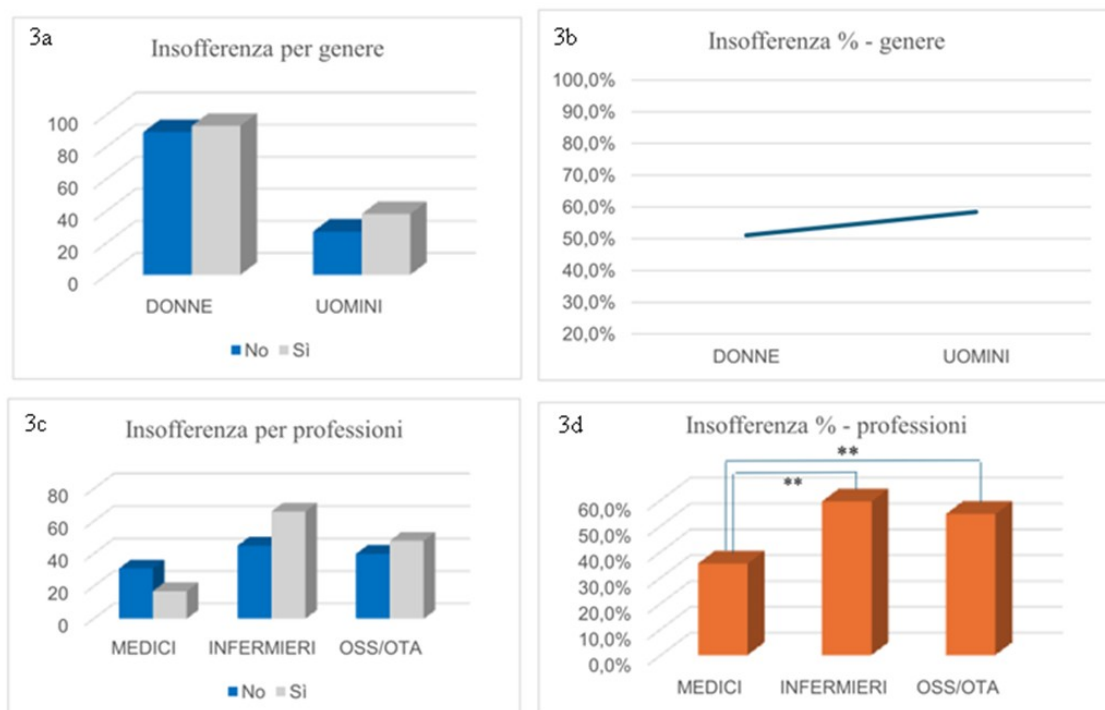 3a
Insofferenza per genere
100
80
60
40
20
0
DONNE UOMINI
No Sì
3b
Insofferenza % - genere
100,0%
90,0%
80,0%
70,0%
60,0%
50,0%
40,0%
30,0%
20,0%
DONNE UOMINI
3c
Insofferenza per professioni
80
60
40
20
0
MEDICI INFERMIERI OSS/OTA
No Sì
3d
Insofferenza % - professioni
**
**
60,0%
50,0%
40,0%
30,0%
20,0%
10,0%
0,0%
MEDICI INFERMIERI OSS/OTA